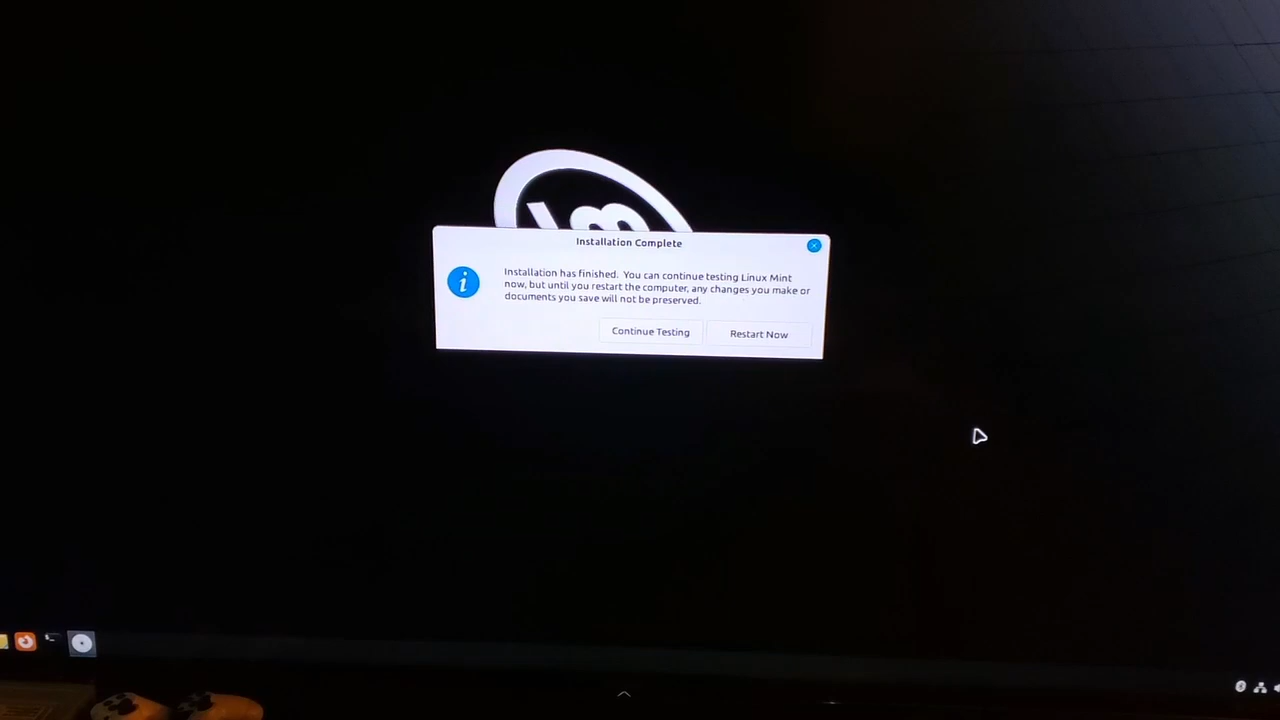 Installation Complete
Installation has finished. You can continue testing Linux Mint
now, but until you restart the computer, any changes you make or
documents you save will not be preserved.
Continue Testing
Restart Now